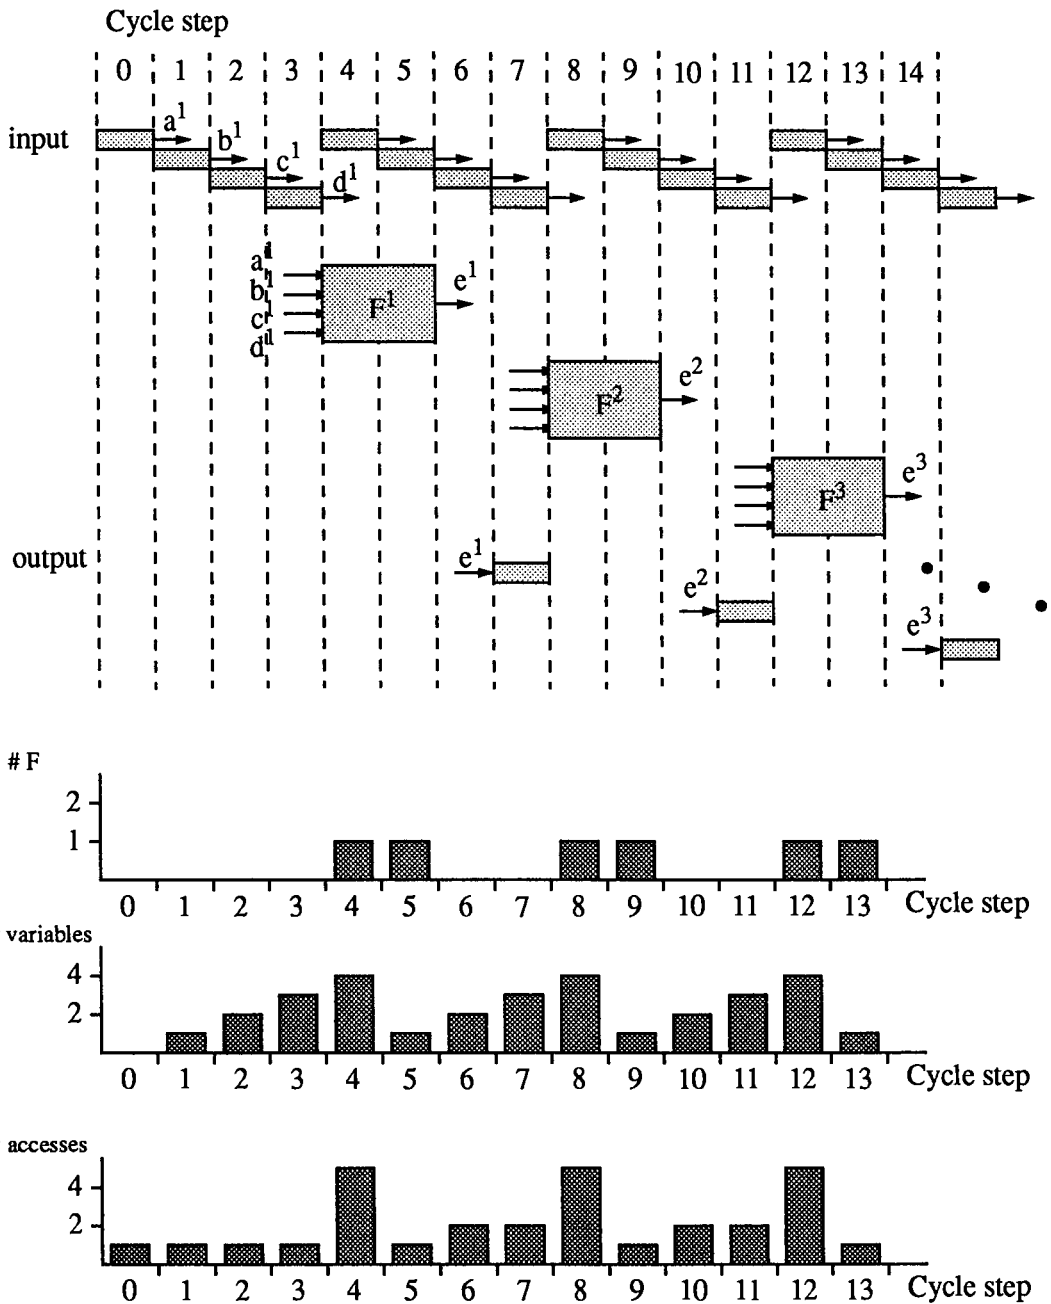 Cycle step
0 1 2 3 4 5 6 7 8 9 10 11 12 13 14
input
a¹
b¹
c¹
d¹
a¹
b¹
c¹
d¹
F¹
e¹
F²
e²
F³
e³
output
e¹
e²
e³
# F
2
1
0 1 2 3 4 5 6 7 8 9 10 11 12 13 Cycle step
variables
4
2
0 1 2 3 4 5 6 7 8 9 10 11 12 13 Cycle step
accesses
4
2
0 1 2 3 4 5 6 7 8 9 10 11 12 13 Cycle step